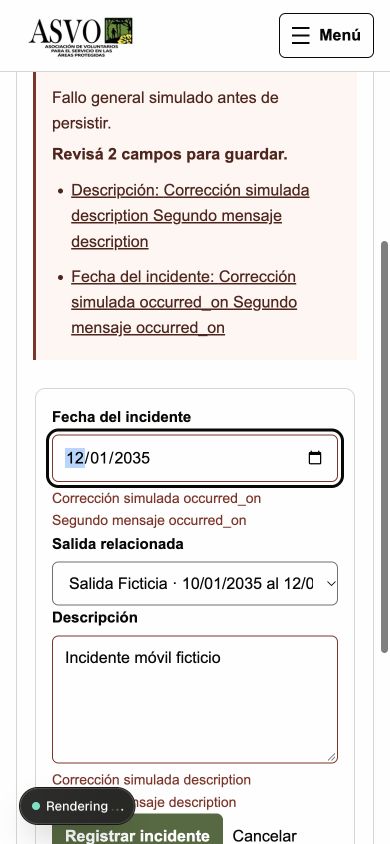 ASVO
ASOCIACIÓN DE VOLUNTARIOS
PARA EL SERVICIO EN LAS
ÁREAS PROTEGIDAS
Menú
Fallo general simulado antes de
persistir.
Revisá 2 campos para guardar.
• Descripción: Corrección simulada
description Segundo mensaje
description
• Fecha del incidente: Corrección
simulada occurred_on Segundo
mensaje occurred_on
Fecha del incidente
12/01/2035
Corrección simulada occurred_on
Segundo mensaje occurred_on
Salida relacionada
Salida Ficticia · 10/01/2035 al 12/0
Descripción
Incidente móvil ficticio
Corrección simulada description
saje description
Rendering ...
Registrar incidente
Cancelar